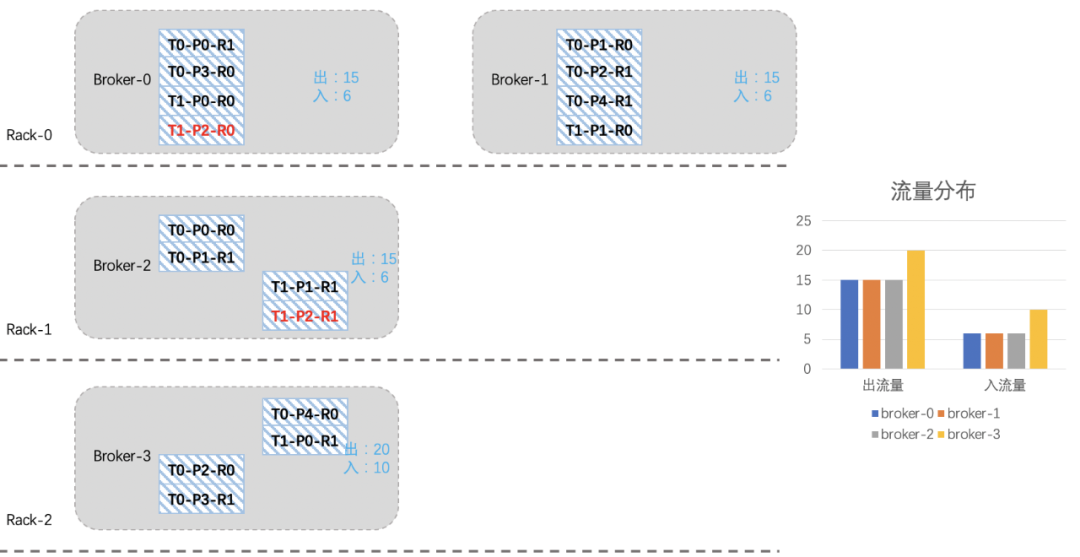 Broker-0
T0-P0-R1
T0-P3-R0
T1-P0-R0
T1-P2-R0
出：15
入：6
Broker-1
T0-P1-R0
T0-P2-R1
T0-P4-R1
T1-P1-R0
出：15
入：6
Rack-0
Broker-2
T0-P0-R0
T0-P1-R1
T1-P1-R1
T1-P2-R1
出：15
入：6
Rack-1
Broker-3
T0-P4-R0
T1-P0-R1
T0-P2-R0
T0-P3-R1
出：20
入：10
Rack-2
流量分布
25
20
15
10
5
0
出流量 入流量
broker-0 broker-1
broker-2 broker-3